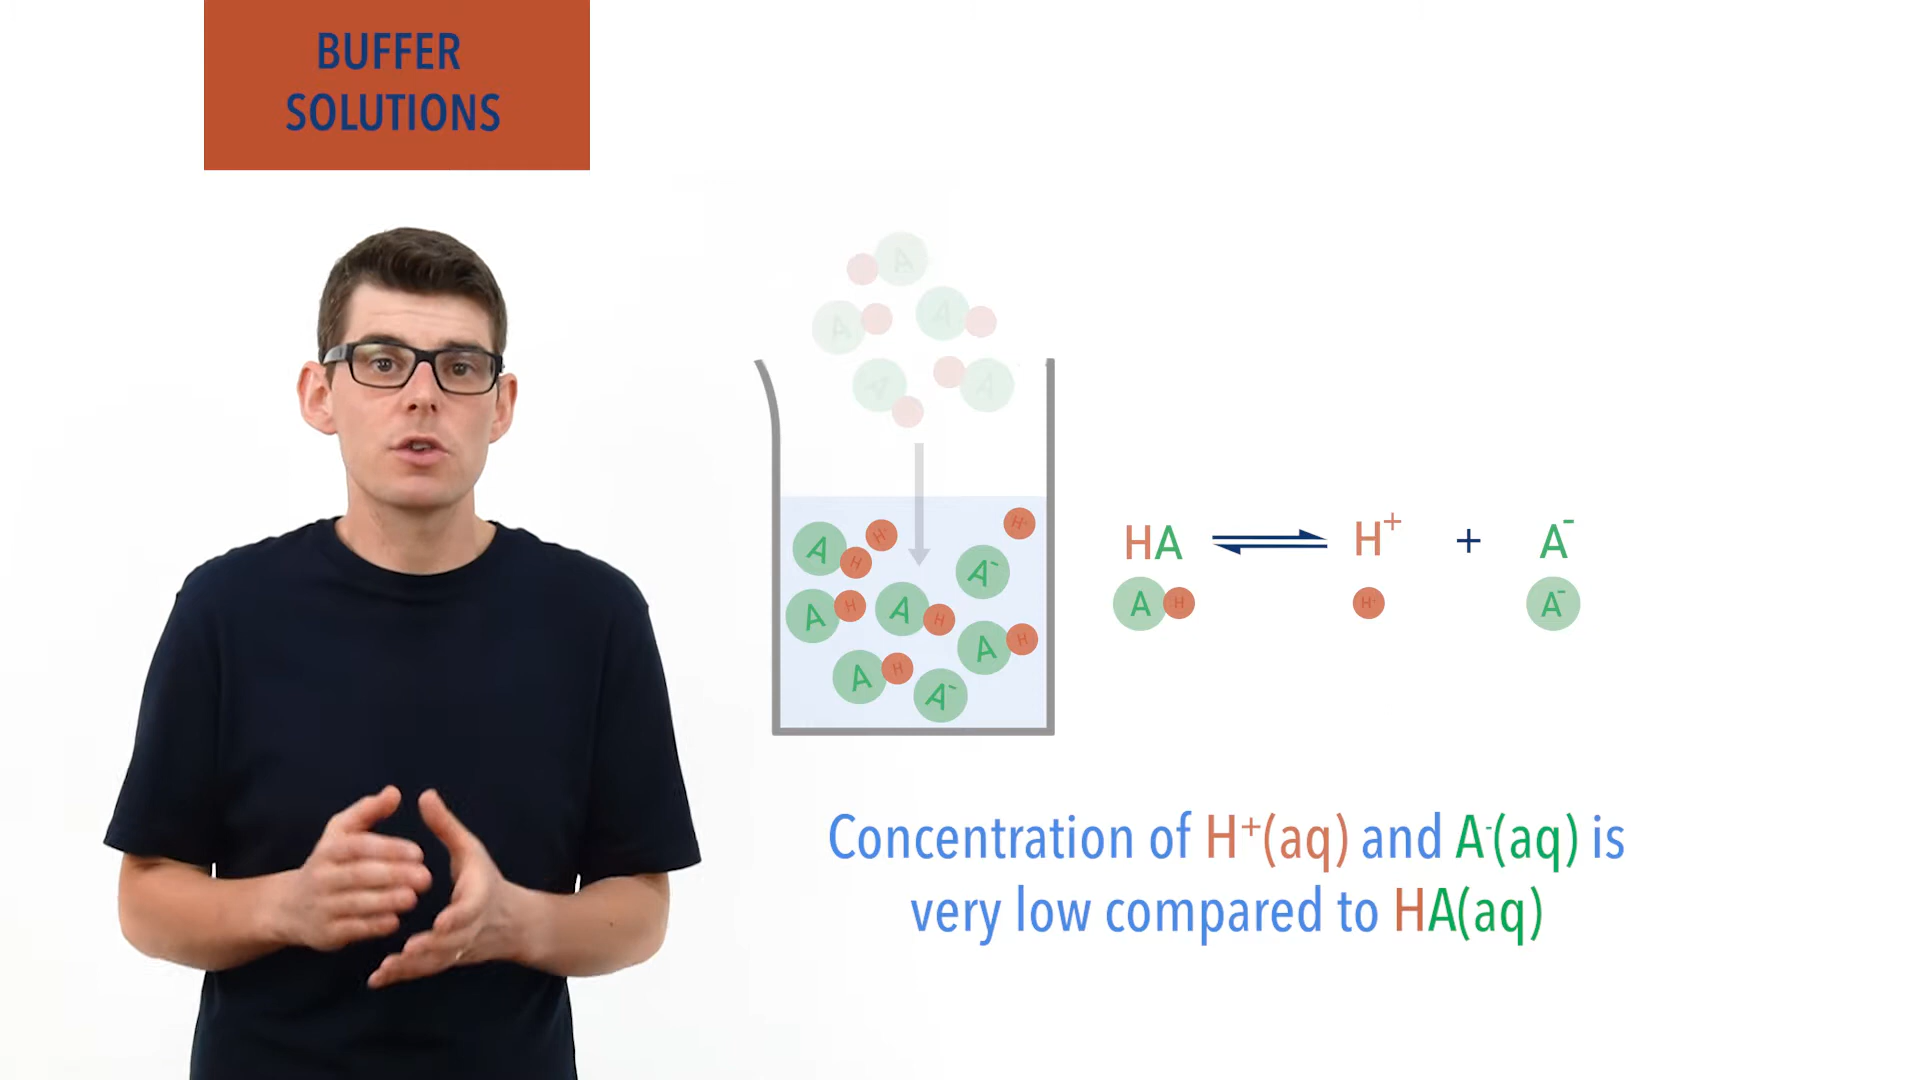 BUFFER
SOLUTIONS
A
A
A
A
A
H⁺
H⁺
A
H
A⁻
A
H
A
H
A
H
A
H
A⁻
HA ⇌ H⁺ + A⁻
A
H
H⁺
A⁻
Concentration of H⁺(aq) and A⁻(aq) is
very low compared to HA(aq)